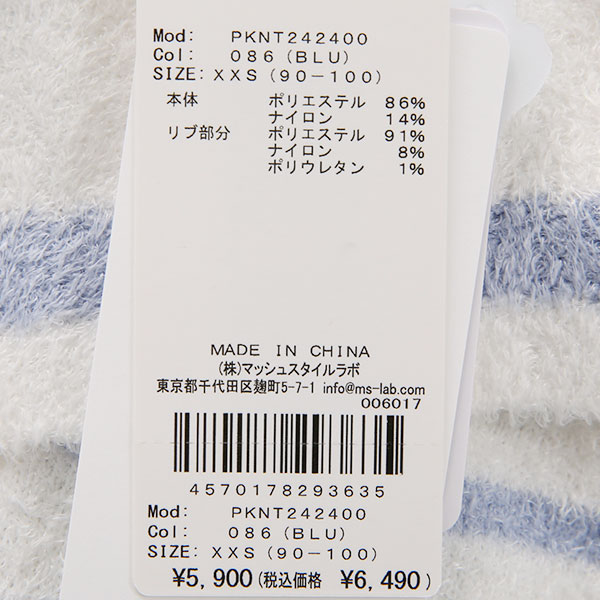 Mod: PKNT242400
Col: 086(BLU)
SIZE:XXS(90-100)
本体 ポリエステル 86%
ナイロン 14%
リブ部分 ポリエステル 91%
ナイロン 8%
ポリウレタン 1%
MADE IN CHINA
(株)マッシュスタイルラボ
東京都千代田区麹町5-7-1 info@ms-lab.com
006017
4570178293635
Mod: PKNT242400
Col: 086(BLU)
SIZE: XXS(90-100)
¥5,900(税込価格 ¥6,490)